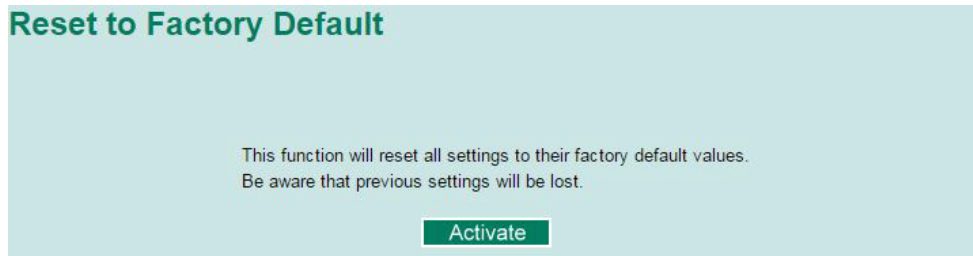 Reset to Factory Default
This function will reset all settings to their factory default values.
Be aware that previous settings will be lost.
Activate